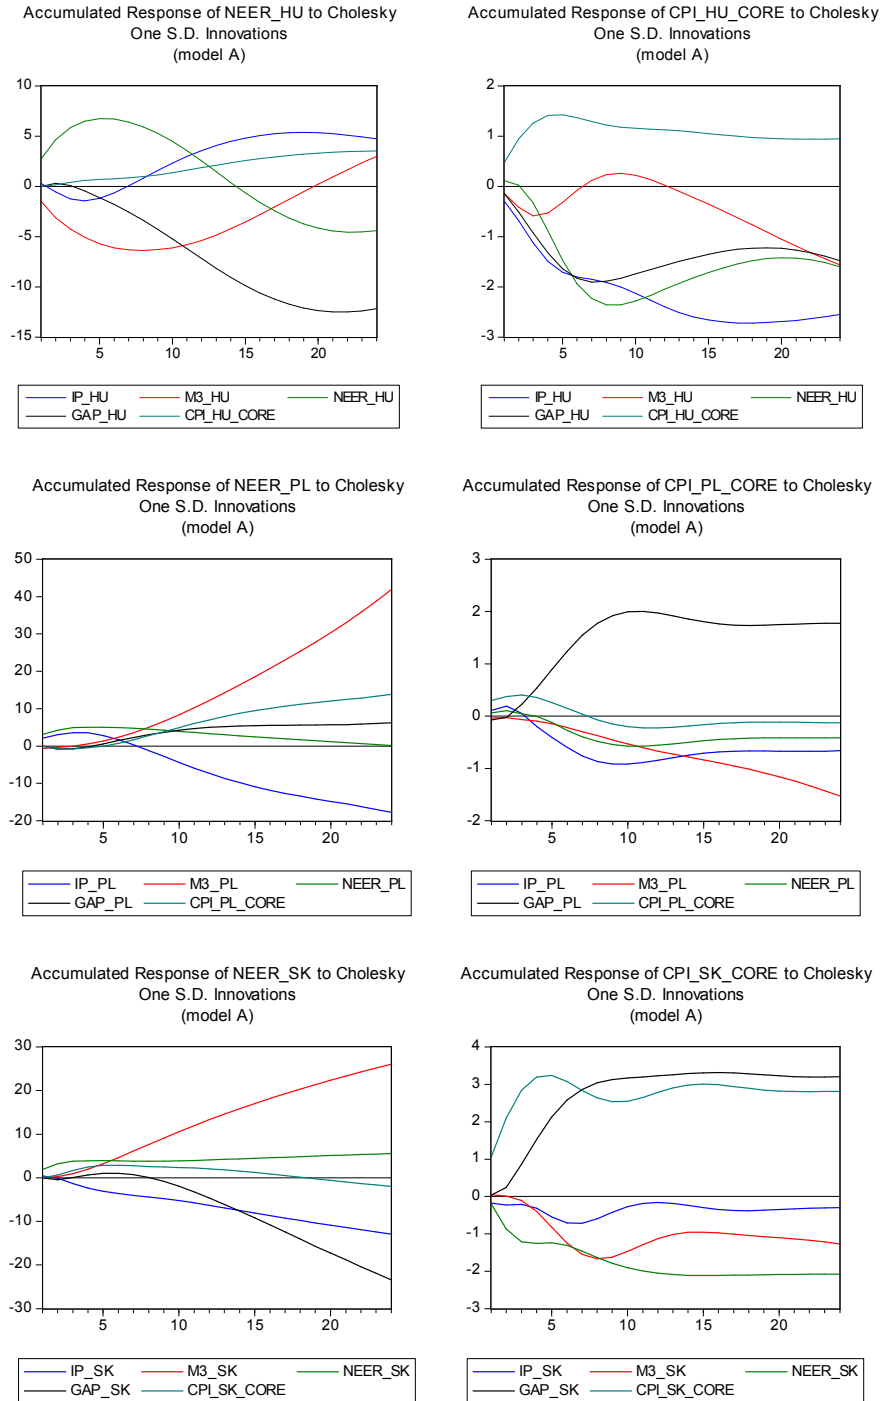 Accumulated Response of NEER_HU to Cholesky
One S.D. Innovations
(model A)
10
5
0
-5
-10
-15
5 10 15 20
IP_HU M3_HU NEER_HU
GAP_HU CPI_HU_CORE
Accumulated Response of CPI_HU_CORE to Cholesky
One S.D. Innovations
(model A)
2
1
0
-1
-2
-3
5 10 15 20
IP_HU M3_HU NEER_HU
GAP_HU CPI_HU_CORE
Accumulated Response of NEER_PL to Cholesky
One S.D. Innovations
(model A)
50
40
30
20
10
0
-10
-20
5 10 15 20
IP_PL M3_PL NEER_PL
GAP_PL CPI_PL_CORE
Accumulated Response of CPI_PL_CORE to Cholesky
One S.D. Innovations
(model A)
3
2
1
0
-1
-2
5 10 15 20
IP_PL M3_PL NEER_PL
GAP_PL CPI_PL_CORE
Accumulated Response of NEER_SK to Cholesky
One S.D. Innovations
(model A)
30
20
10
0
-10
-20
-30
5 10 15 20
IP_SK M3_SK NEER_SK
GAP_SK CPI_SK_CORE
Accumulated Response of CPI_SK_CORE to Cholesky
One S.D. Innovations
(model A)
4
3
2
1
0
-1
-2
-3
5 10 15 20
IP_SK M3_SK NEER_SK
GAP_SK CPI_SK_CORE